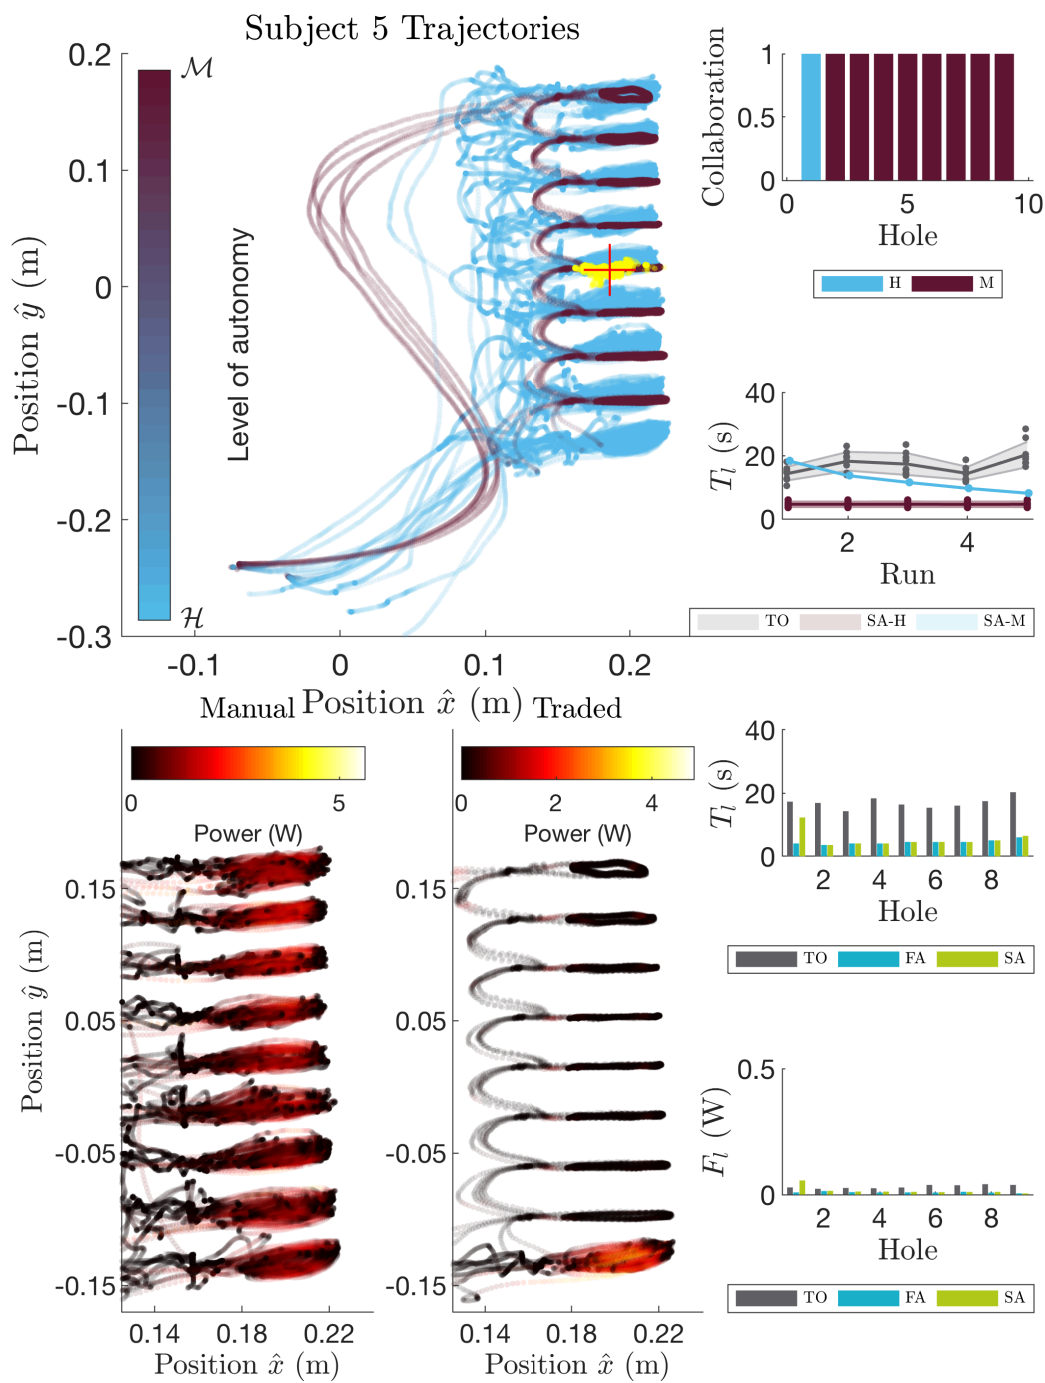 Subject 5 Trajectories
0.2
0.1
0
-0.1
-0.2
-0.3
Position ŷ (m)
ℳ
Level of autonomy
ℋ
-0.1
0
0.1
0.2
Position x̂ (m)
Collaboration
1
0.5
0
0
5
10
Hole
H
M
T_l (s)
40
20
0
2
4
Run
TO
SA-H
SA-M
Manual
0
5
Power (W)
Position ŷ (m)
0.15
0.05
-0.05
-0.15
0.14
0.18
0.22
Position x̂ (m)
Traded
0
2
4
Power (W)
0.15
0.05
-0.05
-0.15
0.14
0.18
0.22
Position x̂ (m)
T_l (s)
40
20
0
2
4
6
8
Hole
TO
FA
SA
F_l (W)
0.5
0
2
4
6
8
Hole
TO
FA
SA